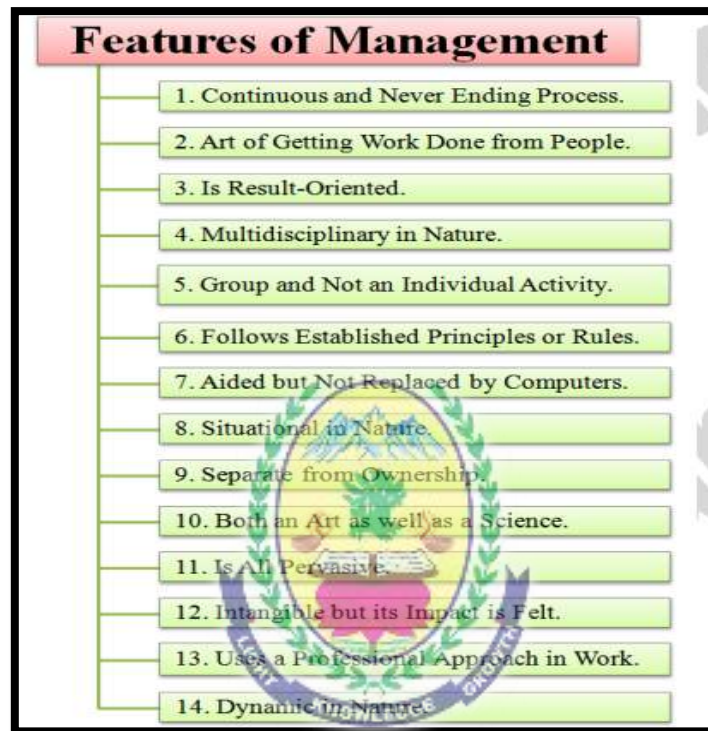 Features of Management
1. Continuous and Never Ending Process.
2. Art of Getting Work Done from People.
3. Is Result-Oriented.
4. Multidisciplinary in Nature.
5. Group and Not an Individual Activity.
6. Follows Established Principles or Rules.
7. Aided but Not Replaced by Computers.
8. Situational in Nature.
9. Separate from Ownership.
10. Both an Art as well as a Science.
11. Is All Pervasive.
12. Intangible but its Impact is Felt.
13. Uses a Professional Approach in Work.
14. Dynamic in Nature.
LIGHT KNOWLEDGE GROWTH